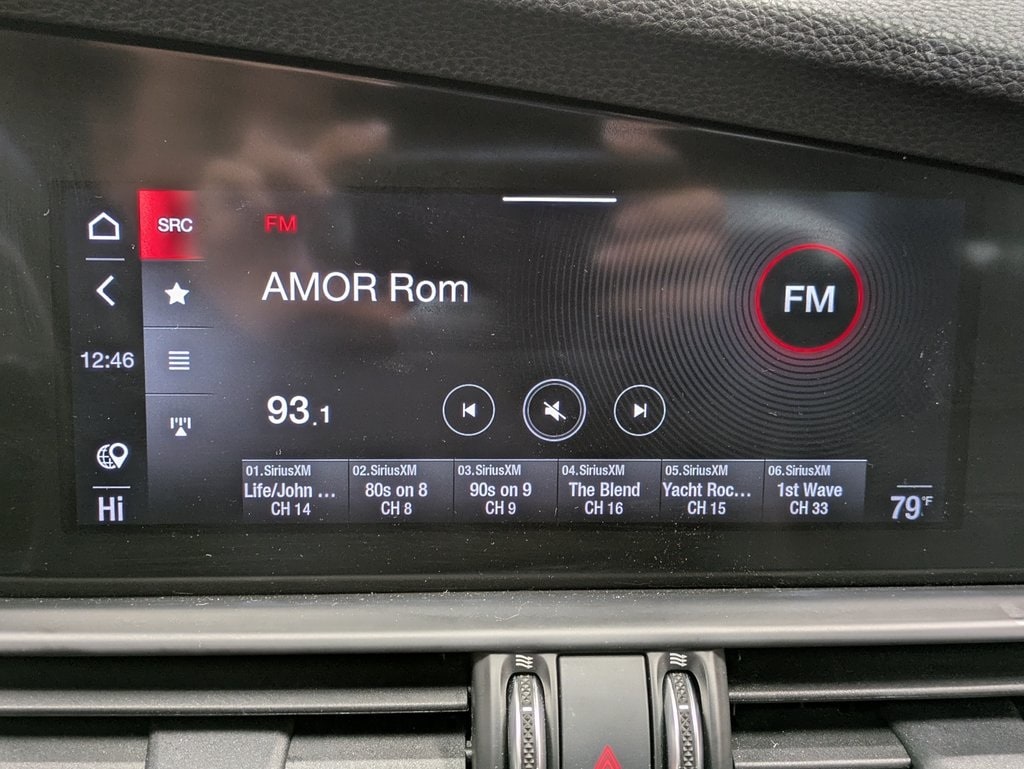 SRC
FM
AMOR Rom
FM
12:46
93.1
01.SiriusXM
Life/John ...
CH 14
02.SiriusXM
80s on 8
CH 8
03.SiriusXM
90s on 9
CH 9
04.SiriusXM
The Blend
CH 16
05.SiriusXM
Yacht Roc...
CH 15
06.SiriusXM
1st Wave
CH 33
Hi
79°F